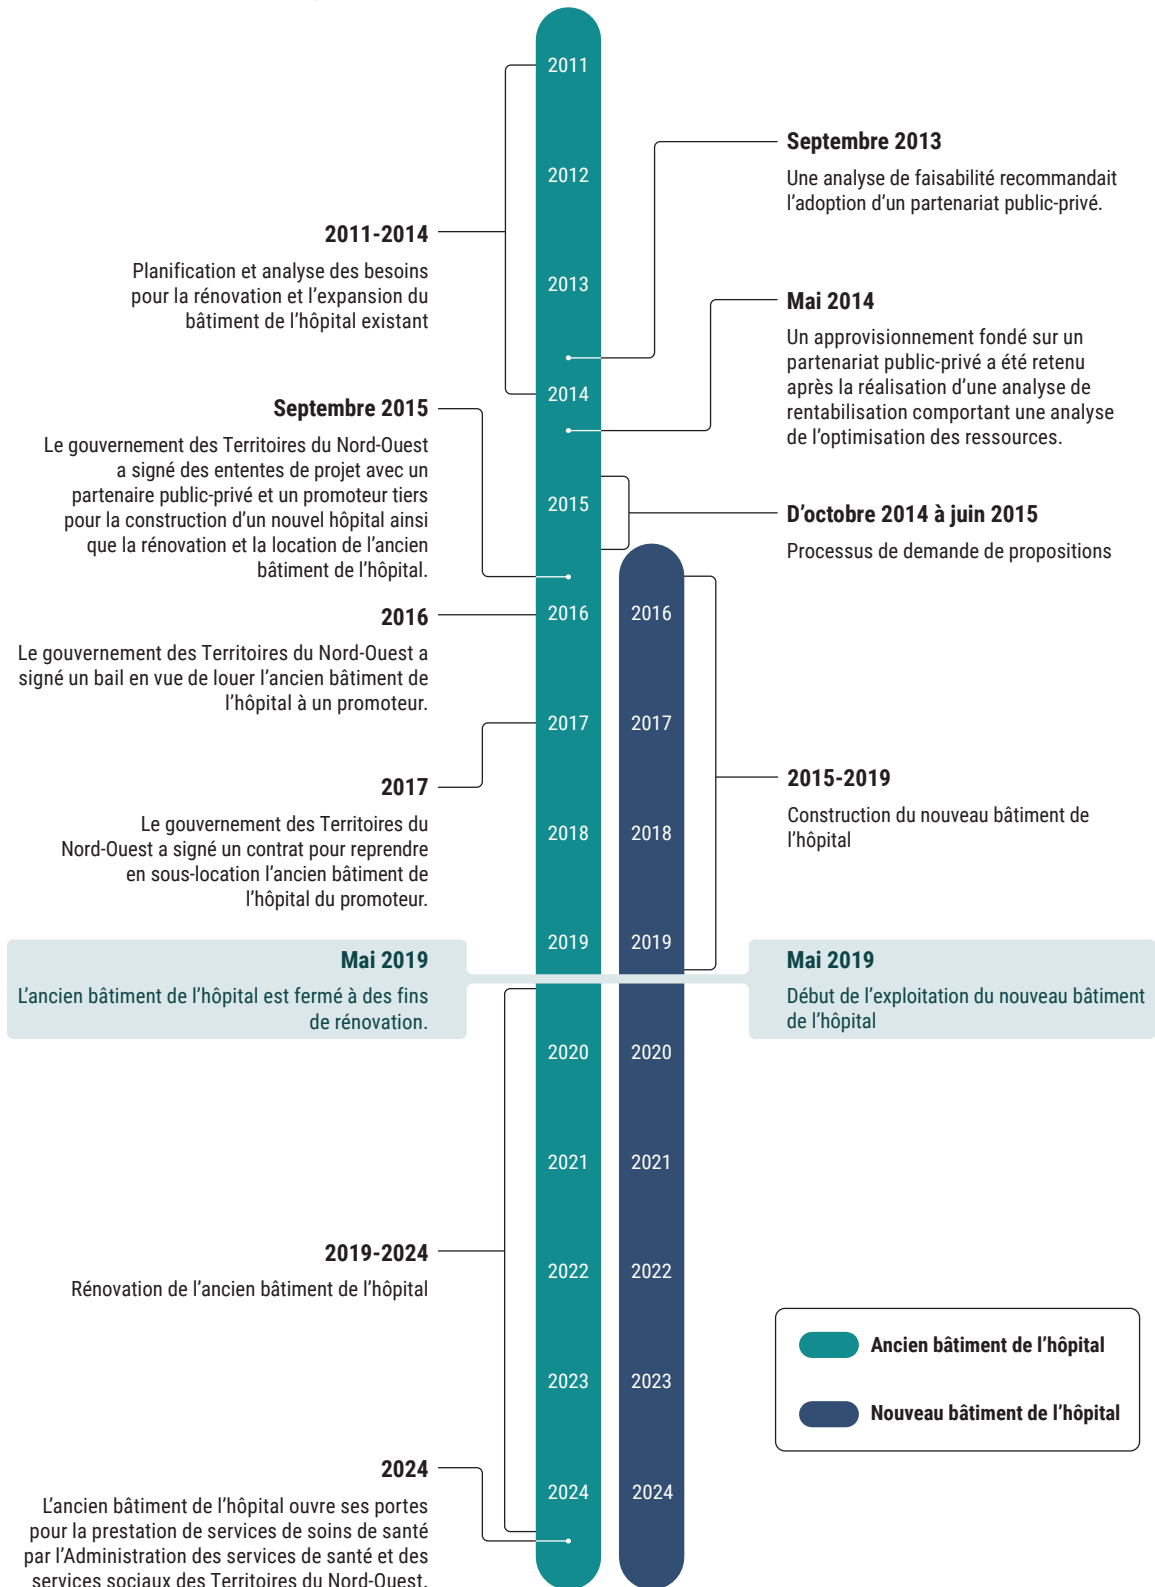 2011
2012
2013
2014
2015
2016
2017
2018
2019
2020
2021
2022
2023
2024
2016
2017
2018
2019
2020
2021
2022
2023
2024
2011-2014
Planification et analyse des besoins
pour la rénovation et l’expansion du
bâtiment de l’hôpital existant
Septembre 2013
Une analyse de faisabilité recommandait
l’adoption d’un partenariat public-privé.
Mai 2014
Un approvisionnement fondé sur un
partenariat public-privé a été retenu
après la réalisation d’une analyse de
rentabilisation comportant une analyse
de l’optimisation des ressources.
Septembre 2015
Le gouvernement des Territoires du Nord-Ouest
a signé des ententes de projet avec un
partenaire public-privé et un promoteur tiers
pour la construction d’un nouvel hôpital ainsi
que la rénovation et la location de l’ancien
bâtiment de l’hôpital.
D’octobre 2014 à juin 2015
Processus de demande de propositions
2016
Le gouvernement des Territoires du Nord-Ouest a
signé un bail en vue de louer l’ancien bâtiment de
l’hôpital à un promoteur.
2017
Le gouvernement des Territoires du
Nord-Ouest a signé un contrat pour reprendre
en sous-location l’ancien bâtiment de
l’hôpital du promoteur.
2015-2019
Construction du nouveau bâtiment de
l’hôpital
Mai 2019
L’ancien bâtiment de l’hôpital est fermé à des fins
de rénovation.
Mai 2019
Début de l’exploitation du nouveau bâtiment
de l’hôpital
2019-2024
Rénovation de l’ancien bâtiment de l’hôpital
Ancien bâtiment de l’hôpital
Nouveau bâtiment de l’hôpital
2024
L’ancien bâtiment de l’hôpital ouvre ses portes
pour la prestation de services de soins de santé
par l’Administration des services de santé et des
services sociaux des Territoires du Nord-Ouest.